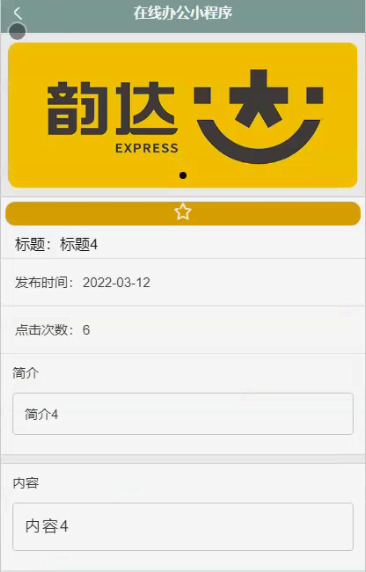 在线办公小程序
韵达
EXPRESS
标题：标题4
发布时间：2022-03-12
点击次数：6
简介
简介4
内容
内容4